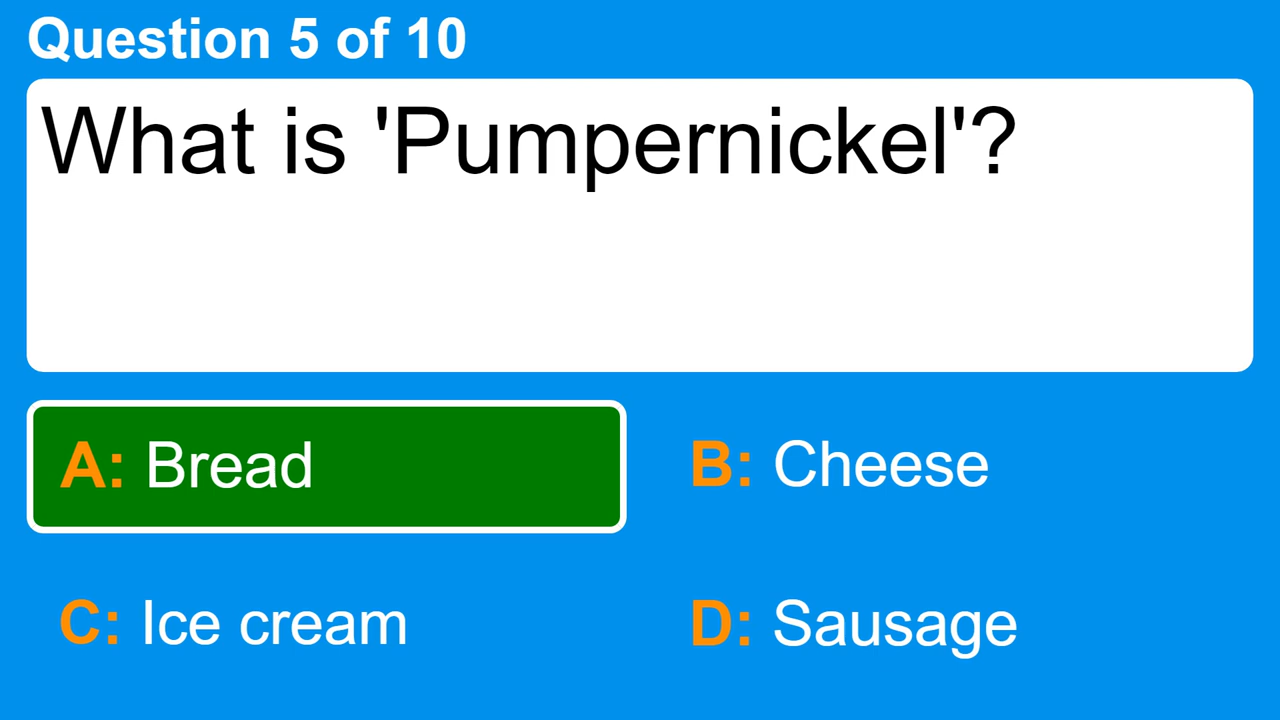 Question 5 of 10
What is 'Pumpernickel'?
A: Bread
B: Cheese
C: Ice cream
D: Sausage